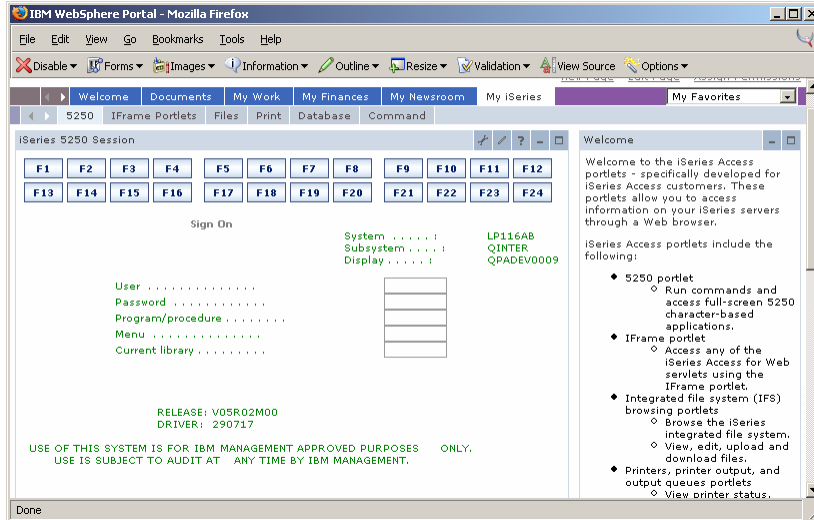 IBM WebSphere Portal - Mozilla Firefox
File Edit View Go Bookmarks Tools Help
Disable Forms Images Information Outline Resize Validation View Source Options
New Page Edit Page Assign Permissions
Welcome Documents My Work My Finances My Newsroom My iSeries My Favorites
5250 IFrame Portlets Files Print Database Command
iSeries 5250 Session ?
F1 F2 F3 F4 F5 F6 F7 F8 F9 F10 F11 F12
F13 F14 F15 F16 F17 F18 F19 F20 F21 F22 F23 F24
Sign On
System . . . . . : LP116AB
Subsystem . . . . : QINTER
Display . . . . . : QPADEV0009
User . . . . . . . . . . . . . .
Password . . . . . . . . . . . .
Program/procedure . . . . . . . .
Menu . . . . . . . . . . . . . .
Current library . . . . . . . . .
RELEASE: V05R02M00
DRIVER: 290717
USE OF THIS SYSTEM IS FOR IBM MANAGEMENT APPROVED PURPOSES ONLY.
USE IS SUBJECT TO AUDIT AT ANY TIME BY IBM MANAGEMENT.
Welcome
Welcome to the iSeries Access
portlets - specifically developed for
iSeries Access customers. These
portlets allow you to access
information on your iSeries servers
through a Web browser.
iSeries Access portlets include the
following:
5250 portlet
Run commands and
access full-screen 5250
character-based
applications.
IFrame portlet
Access any of the
iSeries Access for Web
servlets using the
IFrame portlet.
Integrated file system (IFS)
browsing portlets
Browse the iSeries
integrated file system.
View, edit, upload and
download files.
Printers, printer output, and
output queues portlets
View printer status,
Done